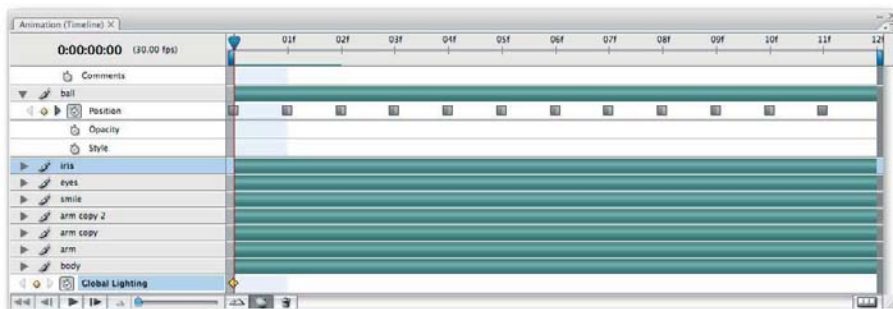 Animation (Timeline) X
0:00:00:00 (30.00 fps)
01f 02f 03f 04f 05f 06f 07f 08f 09f 10f 11f 12f
Comments
ball
Position
Opacity
Style
iris
eyes
smile
arm copy 2
arm copy
arm
body
Global Lighting